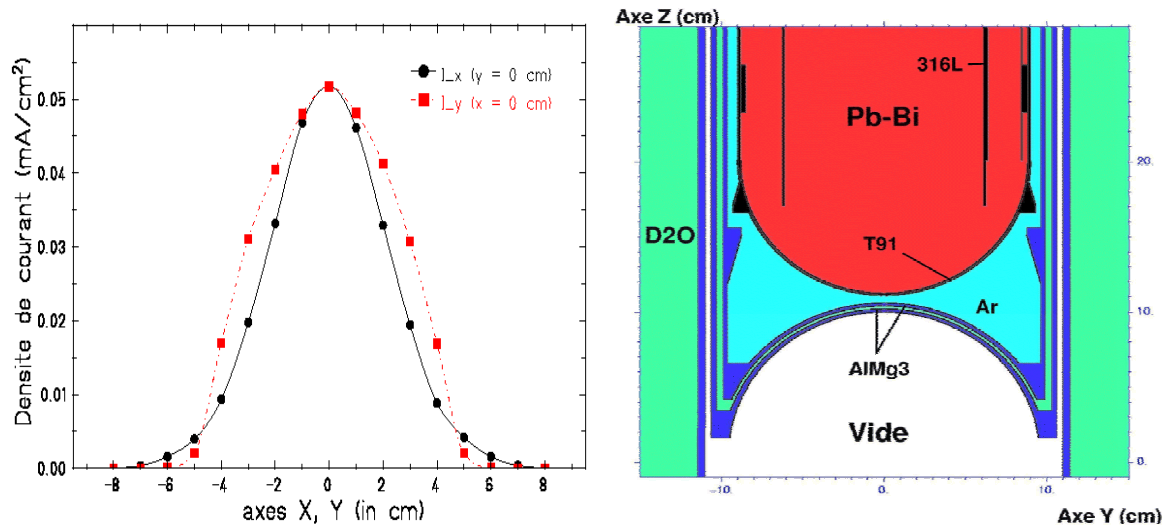 Densite de courant (mA/cm²)
0.05
0.04
0.03
0.02
0.01
0.00
I_x (y = 0 cm)
I_y (x = 0 cm)
-8 -6 -4 -2 0 2 4 6 8
axes X, Y (in cm)
Axe Z (cm)
316L
Pb-Bi
20.
D2O
T91
Ar
10.
AlMg3
Vide
0.
-10. 0. 10.
Axe Y (cm)